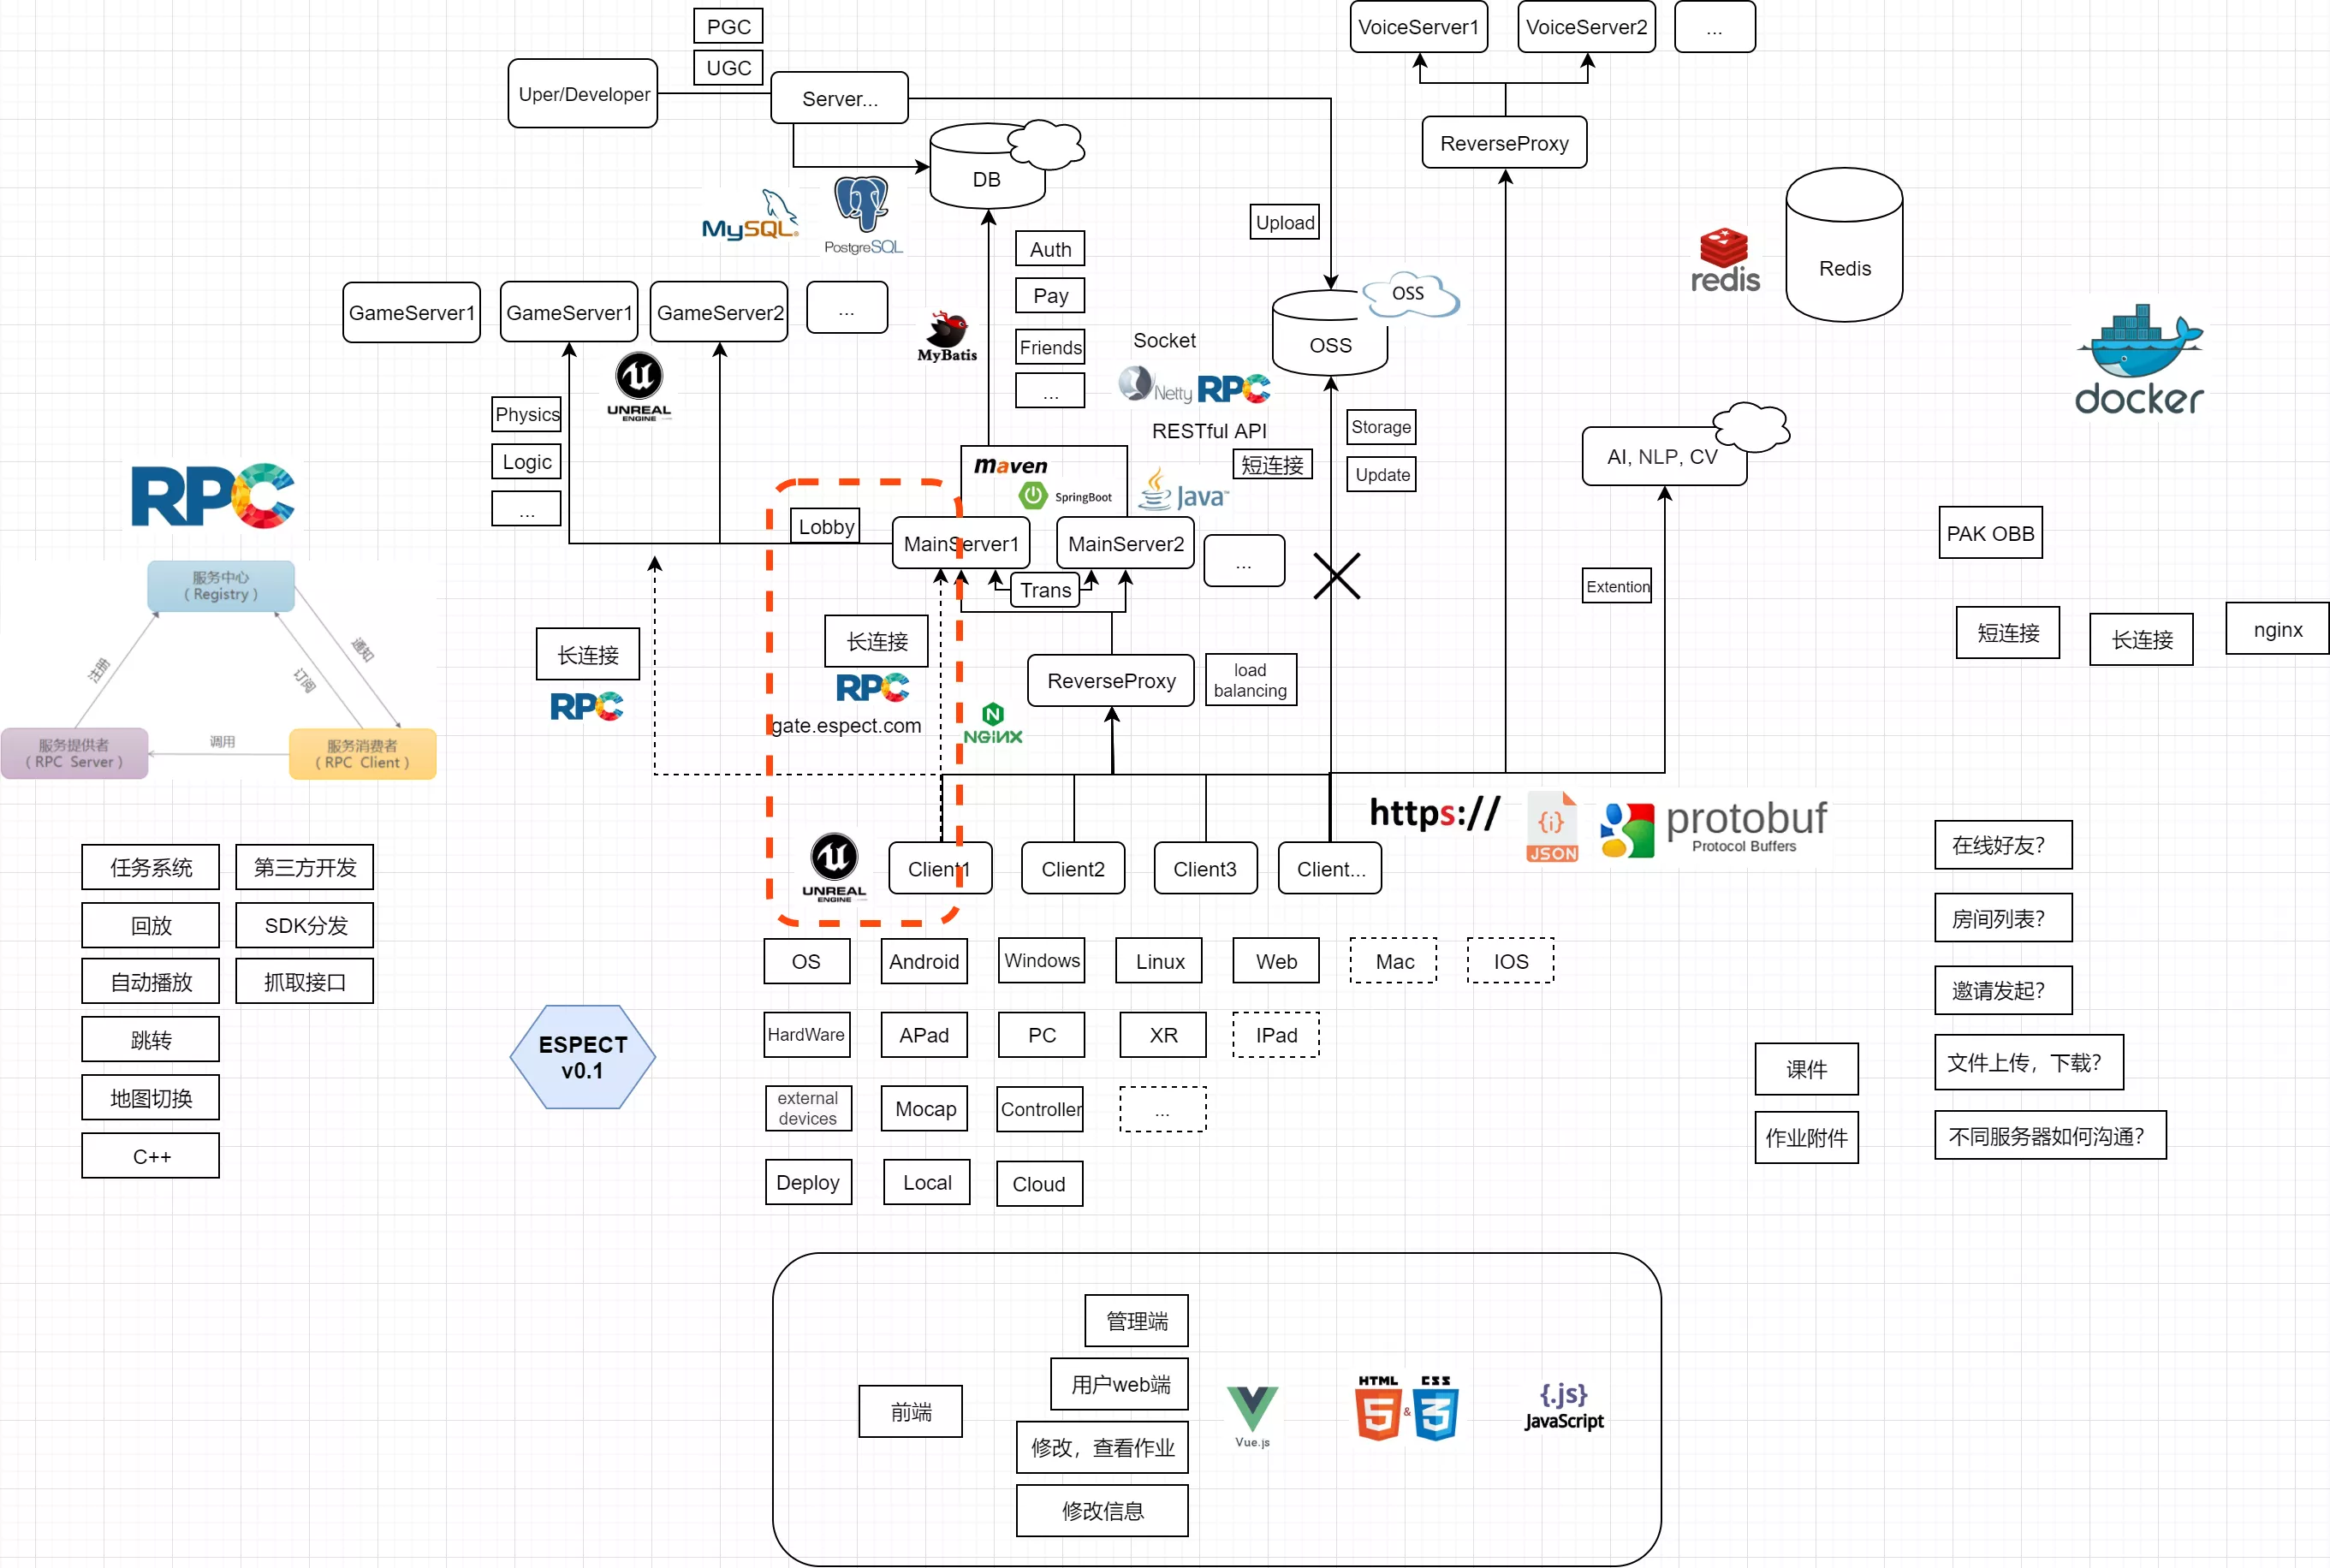 PGC
UGC
Uper/Developer
Server...
VoiceServer1
VoiceServer2
...
ReverseProxy
DB
MySQL
PostgreSQL
Upload
Auth
Pay
Friends
...
OSS
OSS
redis
Redis
docker
GameServer1
GameServer1
GameServer2
...
MyBatis
Socket
Netty
RPC
RESTful API
短连接
UNREAL
ENGINE
Physics
Logic
...
Storage
Update
AI, NLP, CV
maven
SpringBoot
Java
Lobby
MainServer1
MainServer2
...
Trans
RPC
服务中心
( Registry )
注册
订阅
通知
服务提供者
( RPC Server )
调用
服务消费者
( RPC Client )
长连接
RPC
长连接
RPC
gate.espect.com
NGiNX
ReverseProxy
load
balancing
Extention
PAK OBB
短连接
长连接
nginx
https://
{i}
JSON
protobuf
Protocol Buffers
UNREAL
ENGINE
Client1
Client2
Client3
Client...
任务系统
第三方开发
回放
SDK分发
自动播放
抓取接口
跳转
地图切换
C++
ESPECT
v0.1
OS
Android
Windows
Linux
Web
Mac
IOS
HardWare
APad
PC
XR
IPad
external
devices
Mocap
Controller
...
Deploy
Local
Cloud
在线好友?
房间列表?
邀请发起?
文件上传，下载?
不同服务器如何沟通?
课件
作业附件
前端
管理端
用户web端
修改，查看作业
修改信息
Vue.js
HTML
5
&
CSS
3
{.js}
JavaScript